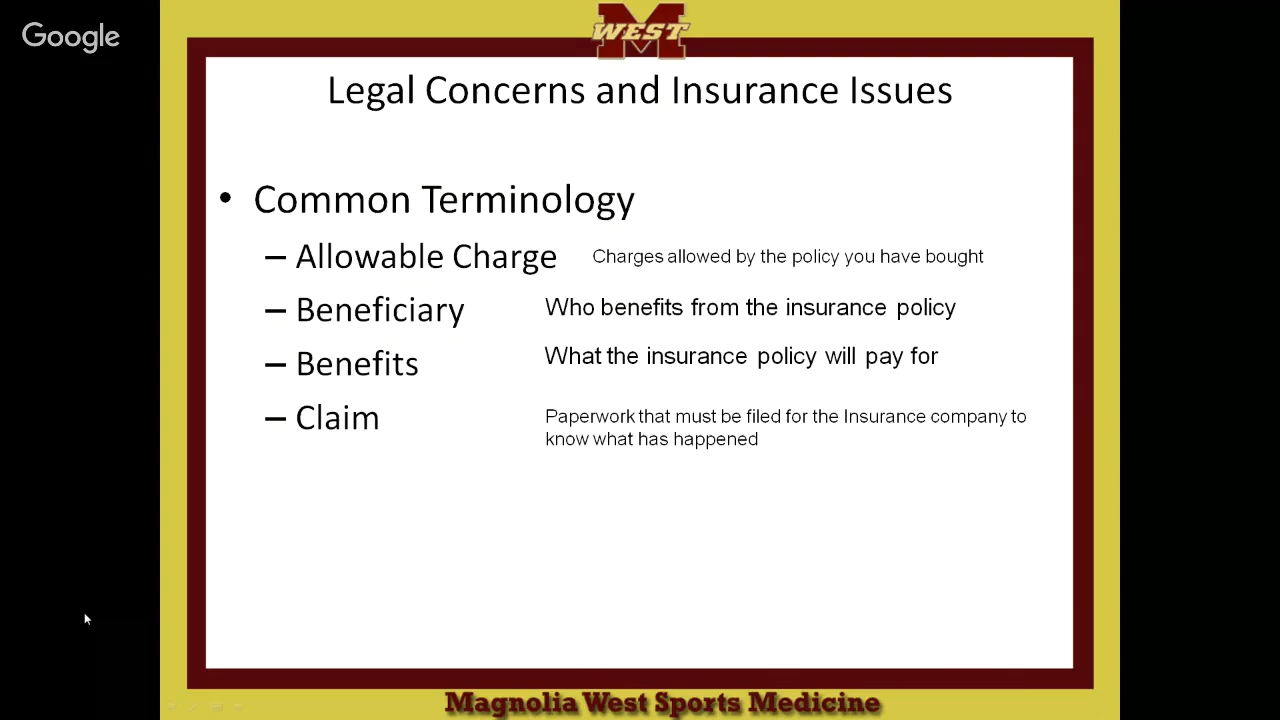 Google
M
WEST
Legal Concerns and Insurance Issues
• Common Terminology
– Allowable Charge Charges allowed by the policy you have bought
– Beneficiary Who benefits from the insurance policy
– Benefits What the insurance policy will pay for
– Claim Paperwork that must be filed for the Insurance company to
know what has happened
Magnolia West Sports Medicine